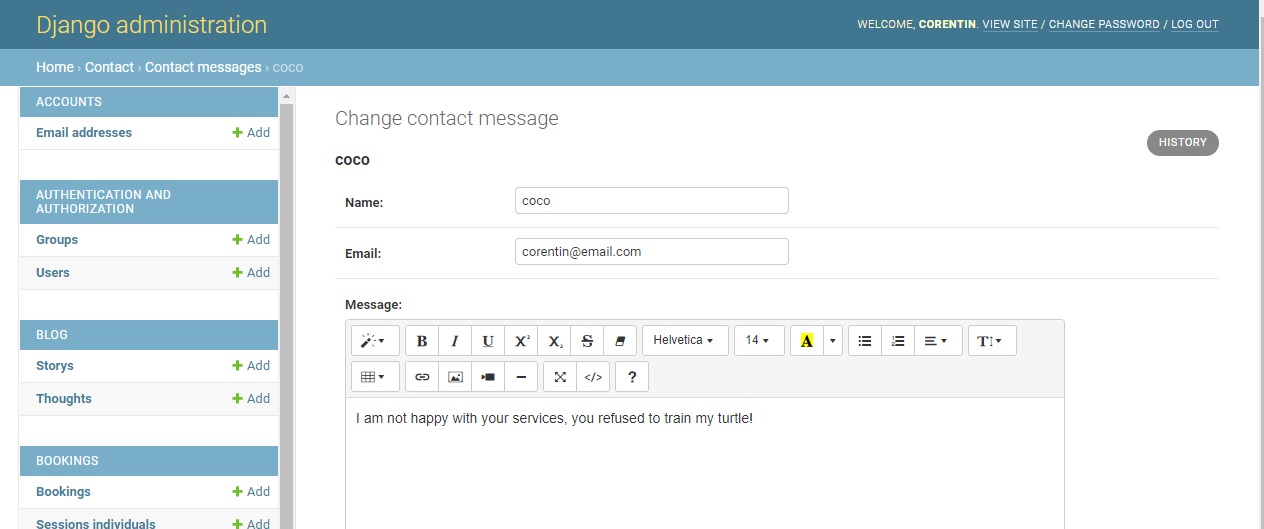 Django administration
WELCOME, CORENTIN. VIEW SITE / CHANGE PASSWORD / LOG OUT
Home › Contact › Contact messages › coco
ACCOUNTS
Email addresses + Add
AUTHENTICATION AND
AUTHORIZATION
Groups + Add
Users + Add
BLOG
Storys + Add
Thoughts + Add
BOOKINGS
Bookings + Add
Sessions individuals + Add
Change contact message
HISTORY
coco
Name: coco
Email: corentin@email.com
Message:
B I U X² X₂ S Helvetica 14 A T
</> ?
I am not happy with your services, you refused to train my turtle!